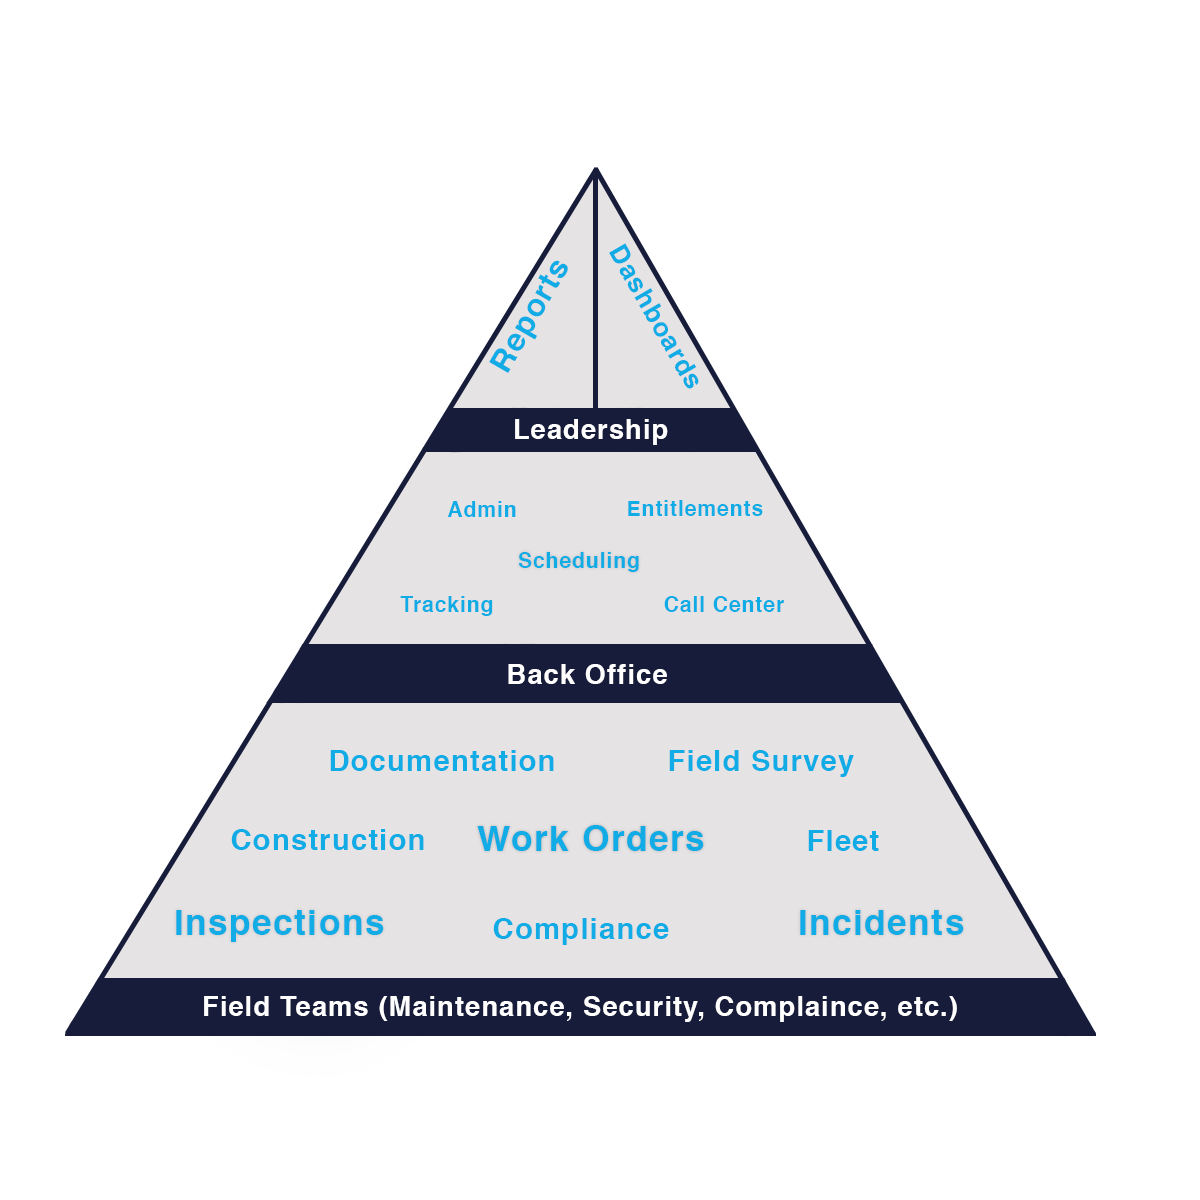 Reports
Dashboards
Leadership
Admin
Entitlements
Scheduling
Tracking
Call Center
Back Office
Documentation
Field Survey
Construction
Work Orders
Fleet
Inspections
Compliance
Incidents
Field Teams (Maintenance, Security, Complaince, etc.)